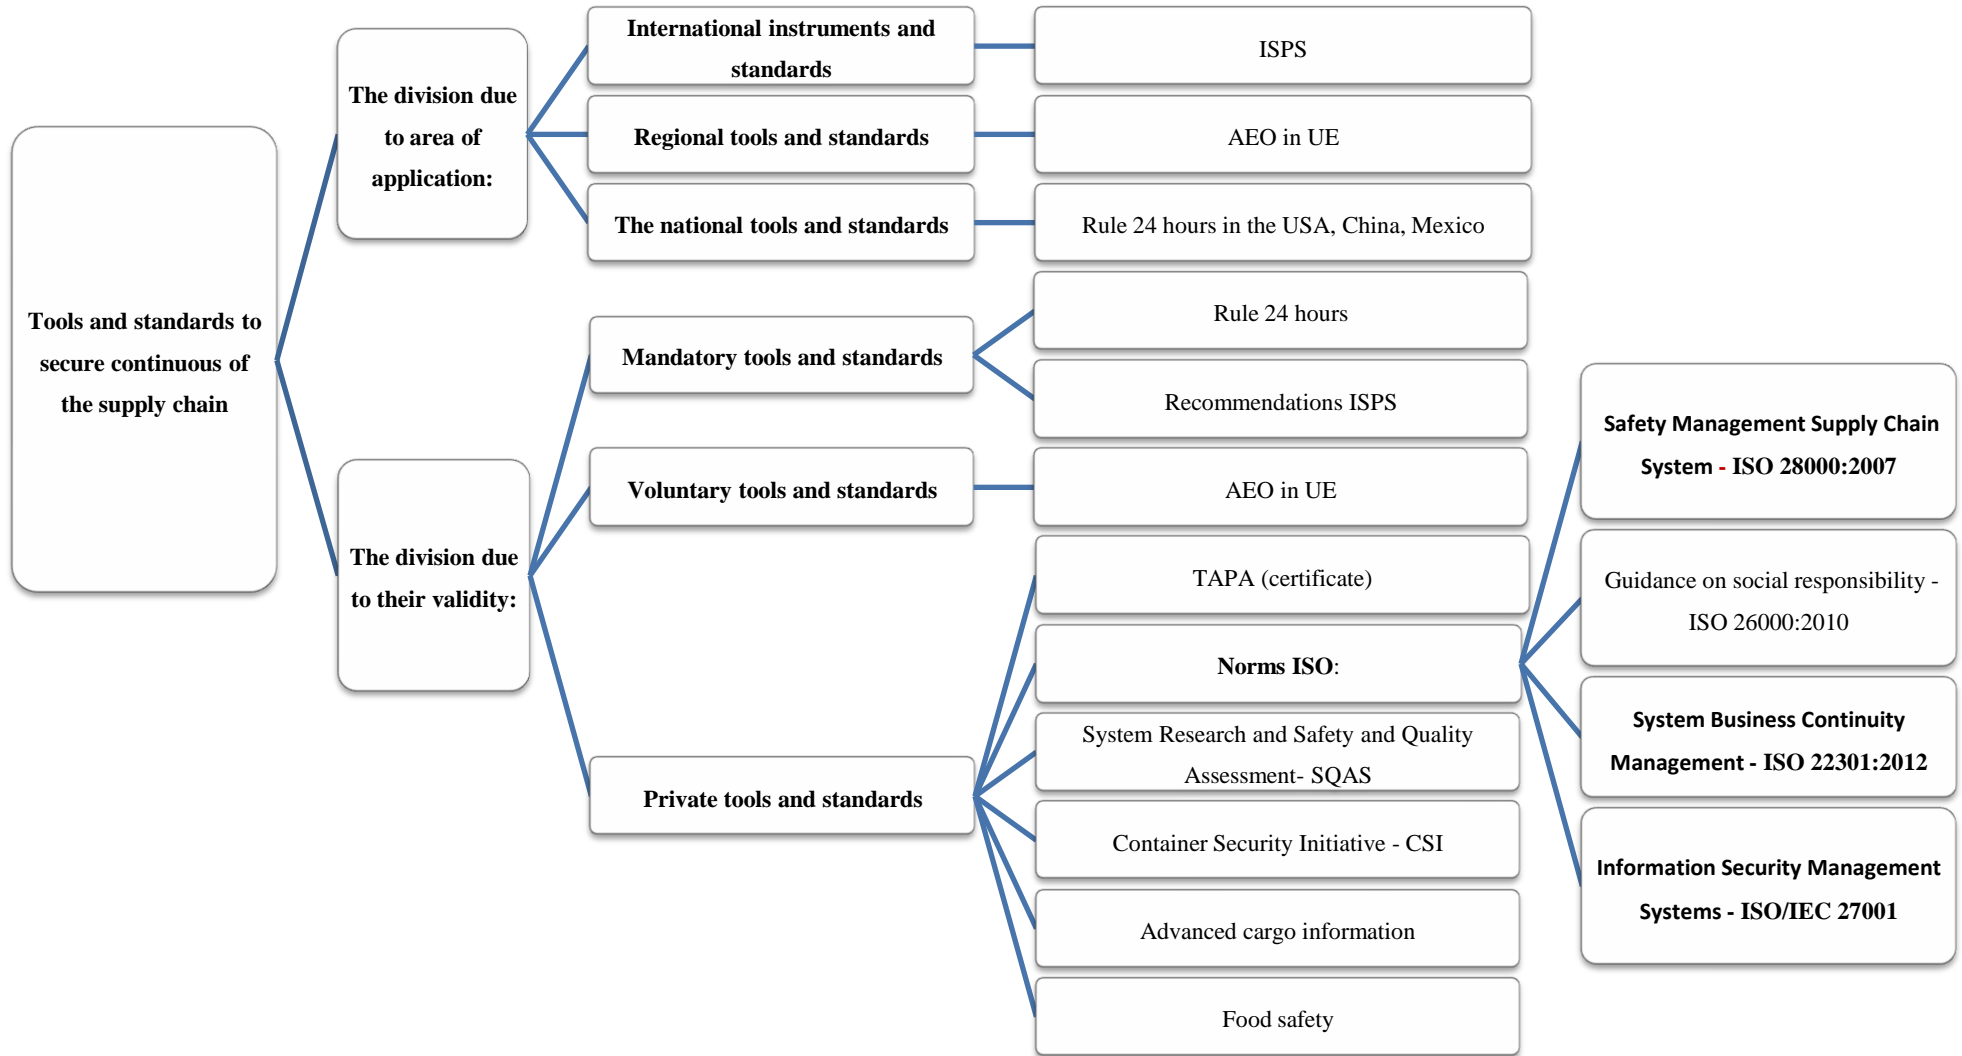 Tools and standards to
secure continuous of
the supply chain
The division due
to area of
application:
International instruments and
standards
ISPS
Regional tools and standards
AEO in UE
The national tools and standards
Rule 24 hours in the USA, China, Mexico
The division due
to their validity:
Mandatory tools and standards
Rule 24 hours
Recommendations ISPS
Voluntary tools and standards
AEO in UE
Private tools and standards
TAPA (certificate)
Norms ISO:
Safety Management Supply Chain
System - ISO 28000:2007
Guidance on social responsibility -
ISO 26000:2010
System Business Continuity
Management - ISO 22301:2012
Information Security Management
Systems - ISO/IEC 27001
System Research and Safety and Quality
Assessment- SQAS
Container Security Initiative - CSI
Advanced cargo information
Food safety